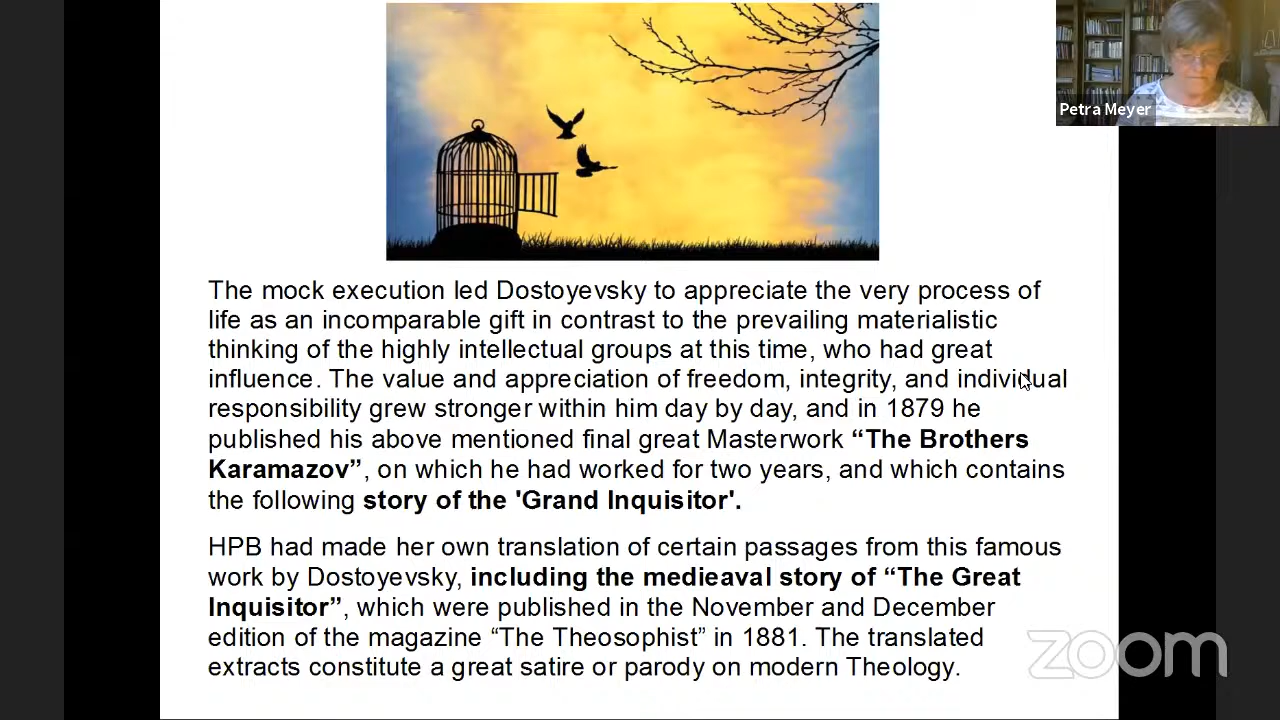 Petra Meyer
The mock execution led Dostoyevsky to appreciate the very process of
life as an incomparable gift in contrast to the prevailing materialistic
thinking of the highly intellectual groups at this time, who had great
influence. The value and appreciation of freedom, integrity, and individual
responsibility grew stronger within him day by day, and in 1879 he
published his above mentioned final great Masterwork “The Brothers
Karamazov”, on which he had worked for two years, and which contains
the following story of the 'Grand Inquisitor'.
HPB had made her own translation of certain passages from this famous
work by Dostoyevsky, including the medieaval story of “The Great
Inquisitor”, which were published in the November and December
edition of the magazine “The Theosophist” in 1881. The translated
extracts constitute a great satire or parody on modern Theology.
zoom